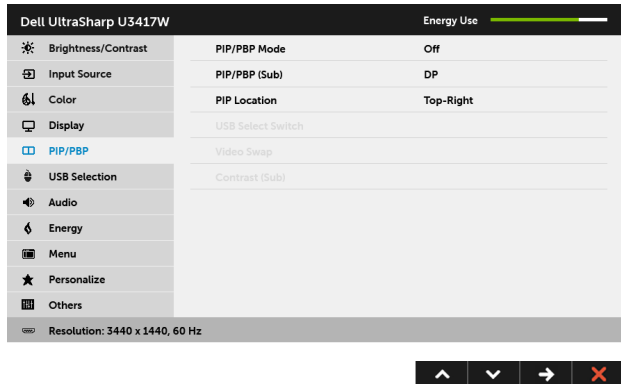 Dell UltraSharp U3417W Energy Use
Brightness/Contrast PIP/PBP Mode Off
Input Source PIP/PBP (Sub) DP
Color PIP Location Top-Right
Display USB Select Switch
PIP/PBP Video Swap
USB Selection Contrast (Sub)
Audio
Energy
Menu
Personalize
Others
Resolution: 3440 x 1440, 60 Hz